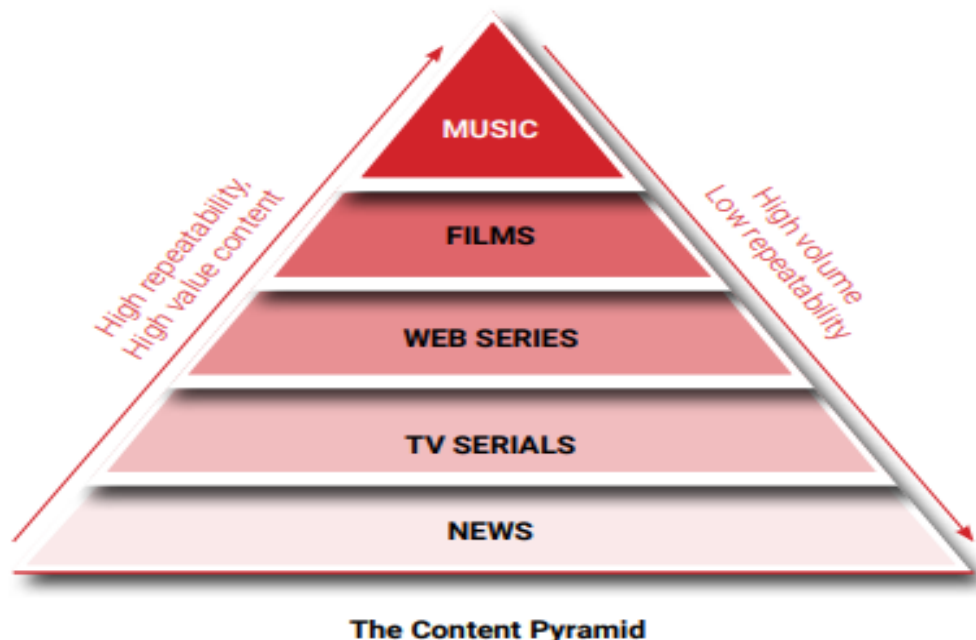 MUSIC
High repeatability,
High value content
High volume
Low repeatability
FILMS
WEB SERIES
TV SERIALS
NEWS
The Content Pyramid